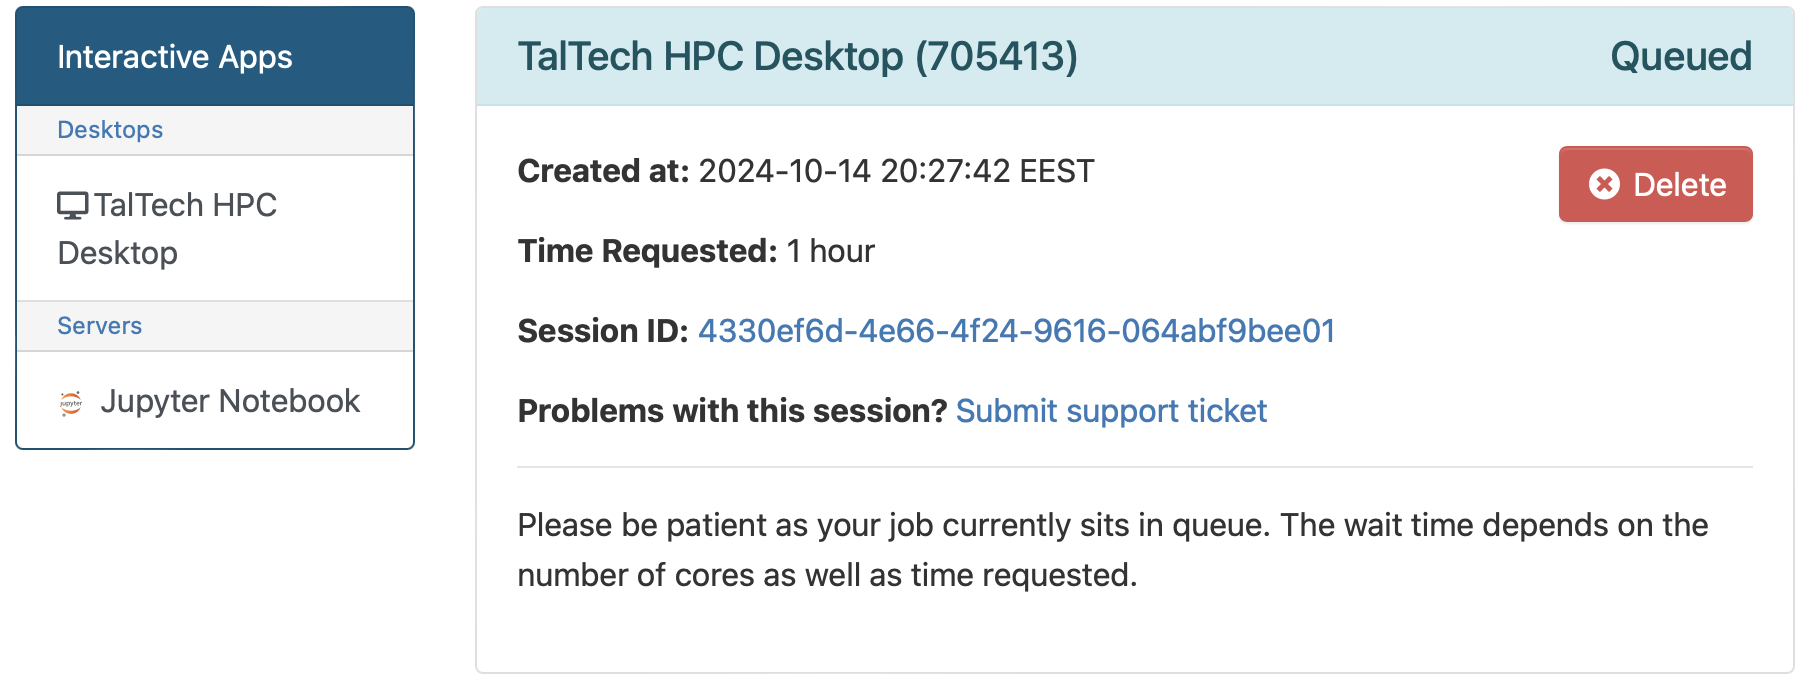 Interactive Apps
Desktops
TalTech HPC
Desktop
Servers
jupyter
Jupyter Notebook
TalTech HPC Desktop (705413)
Queued
Created at: 2024-10-14 20:27:42 EEST
Delete
Time Requested: 1 hour
Session ID: 4330ef6d-4e66-4f24-9616-064abf9bee01
Problems with this session? Submit support ticket
Please be patient as your job currently sits in queue. The wait time depends on the
number of cores as well as time requested.